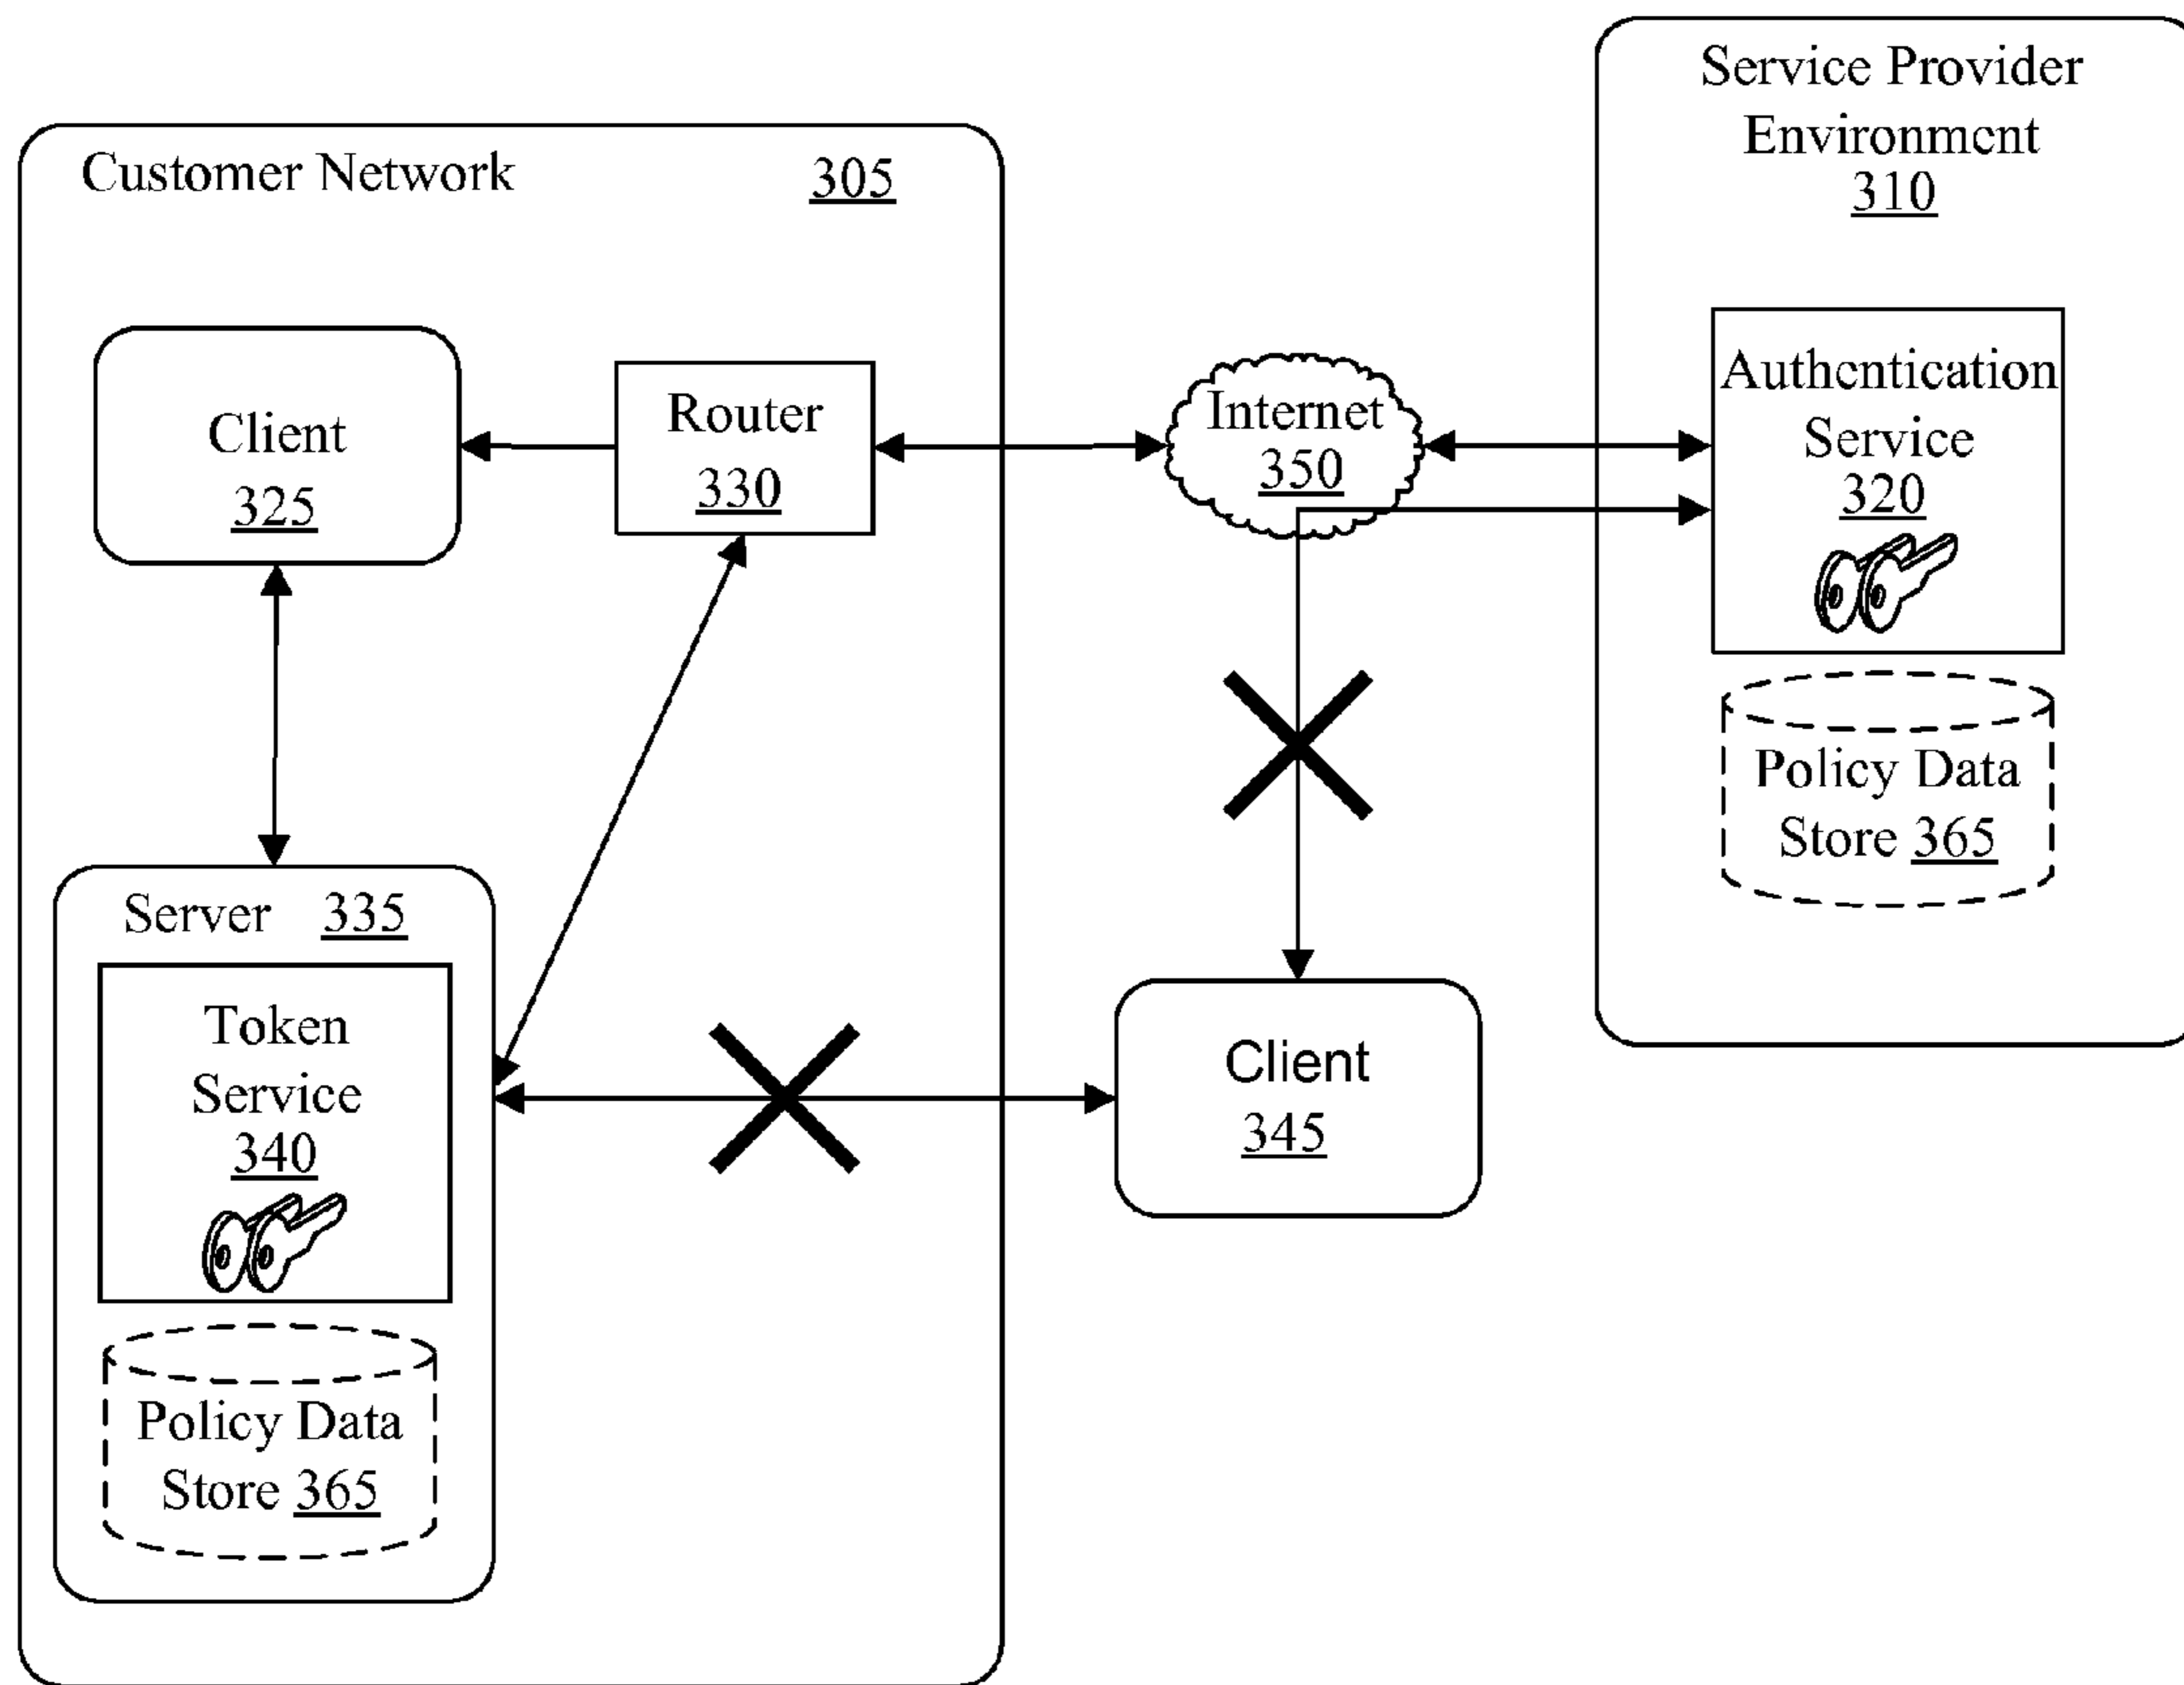 Service Provider
Environment
310
Customer Network 305
Client
325
Router
330
Internet
350
Authentication
Service
320
Policy Data
Store 365
Server 335
Token
Service
340
Policy Data
Store 365
Client
345